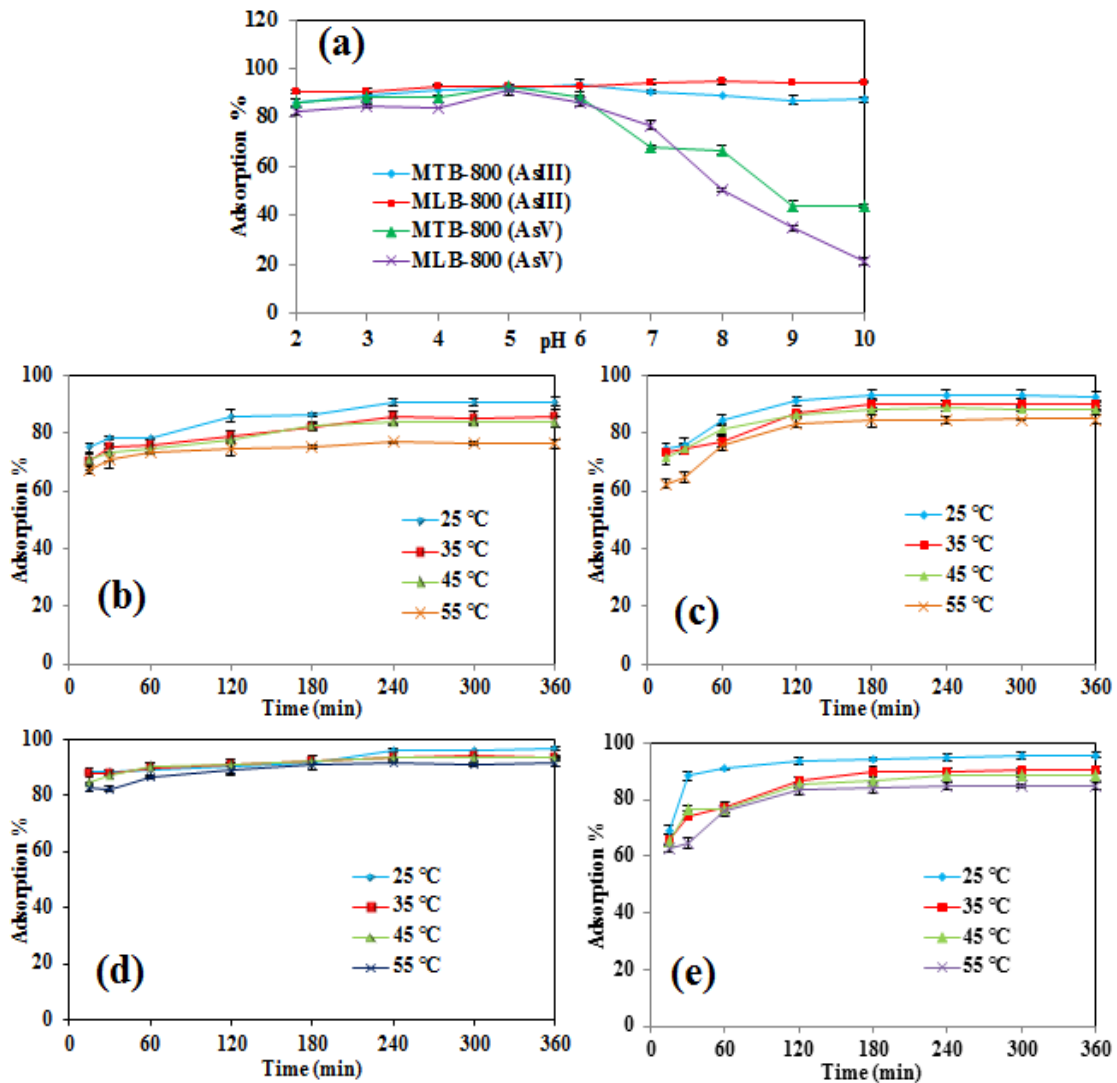 (a)
Adsorption %
120
100
80
60
40
20
0
MTB-800 (AsIII)
MLB-800 (AsIII)
MTB-800 (AsV)
MLB-800 (AsV)
2 3 4 5 pH 6 7 8 9 10
(b)
Adsorption %
100
80
60
40
20
0
25 °C
35 °C
45 °C
55 °C
0 60 120 180 240 300 360
Time (min)
(c)
Adsorption %
100
80
60
40
20
0
25 °C
35 °C
45 °C
55 °C
0 60 120 180 240 300 360
Time (min)
(d)
Adsorption %
100
80
60
40
20
0
25 °C
35 °C
45 °C
55 °C
0 60 120 180 240 300 360
Time (min)
(e)
Adsorption %
100
80
60
40
20
0
25 °C
35 °C
45 °C
55 °C
0 60 120 180 240 300 360
Time (min)